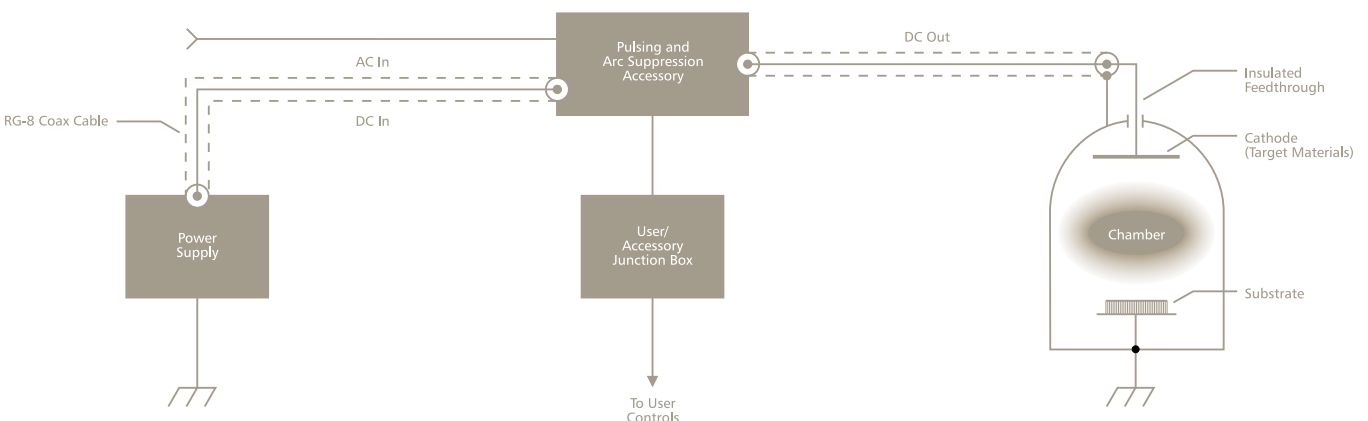 Pulsing and
Arc Suppression
Accessory
DC Out
AC In
DC In
RG-8 Coax Cable
Insulated
Feedthrough
Cathode
(Target Materials)
Power
Supply
User/
Accessory
Junction Box
Chamber
Substrate
To User
Controls